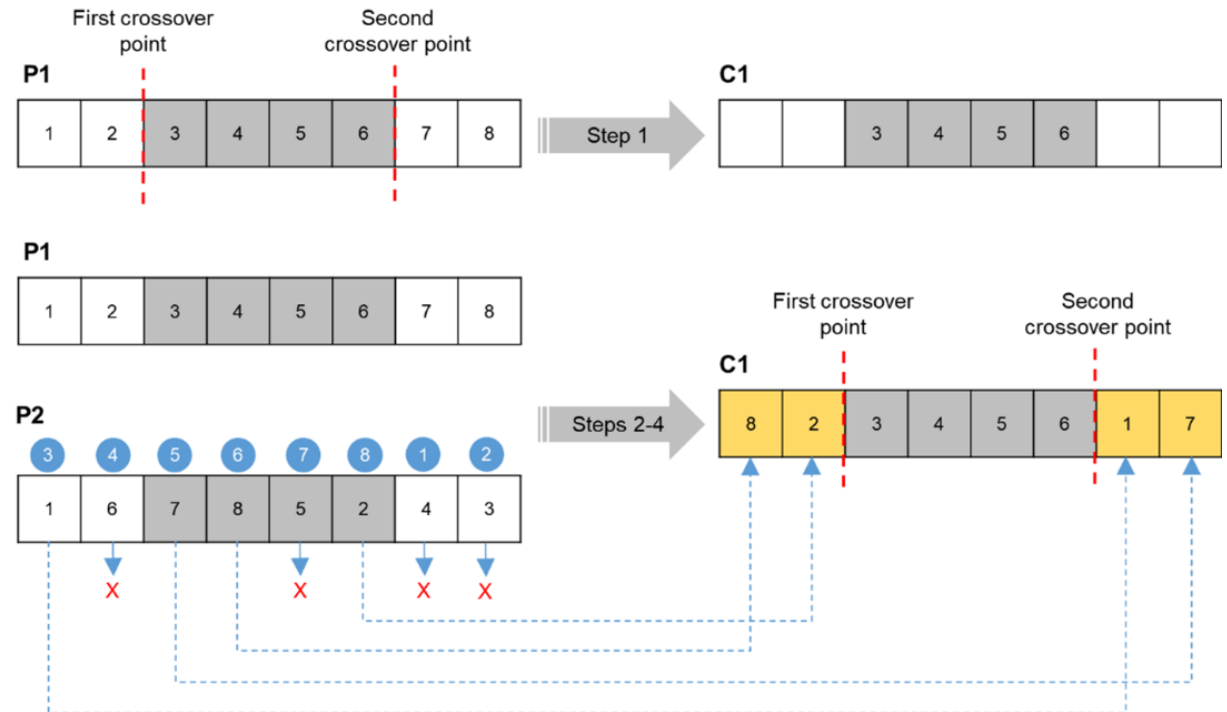 First crossover
point
Second
crossover point
P1
1 2 3 4 5 6 7 8
Step 1
C1
3 4 5 6
P1
1 2 3 4 5 6 7 8
First crossover
point
Second
crossover point
C1
8 2 3 4 5 6 1 7
Steps 2-4
P2
3 4 5 6 7 8 1 2
1 6 7 8 5 2 4 3
X X X X